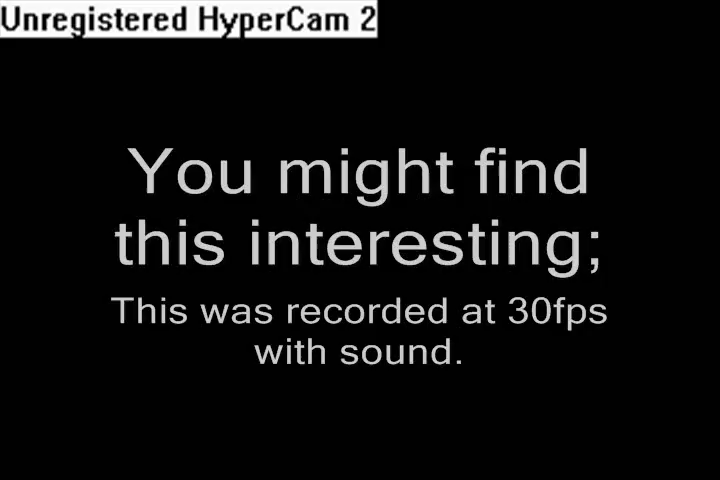 Unregistered HyperCam 2
You might find
this interesting;
This was recorded at 30fps
with sound.